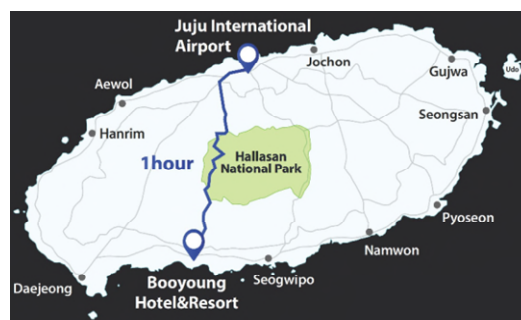 Juju International
Airport
Jochon
Gujwa
Udo
Aewol
Seongsan
Hanrim
1hour
Hallasan
National Park
Pyoseon
Namwon
Seogwipo
Daejeong
Booyoung
Hotel&Resort